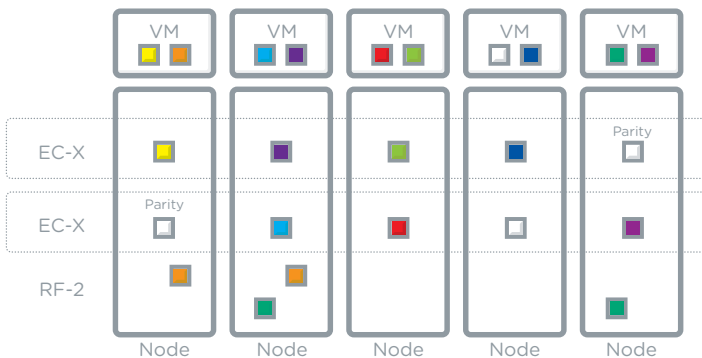 VM VM VM VM VM
Parity
EC-X
Parity
EC-X
RF-2
Node Node Node Node Node